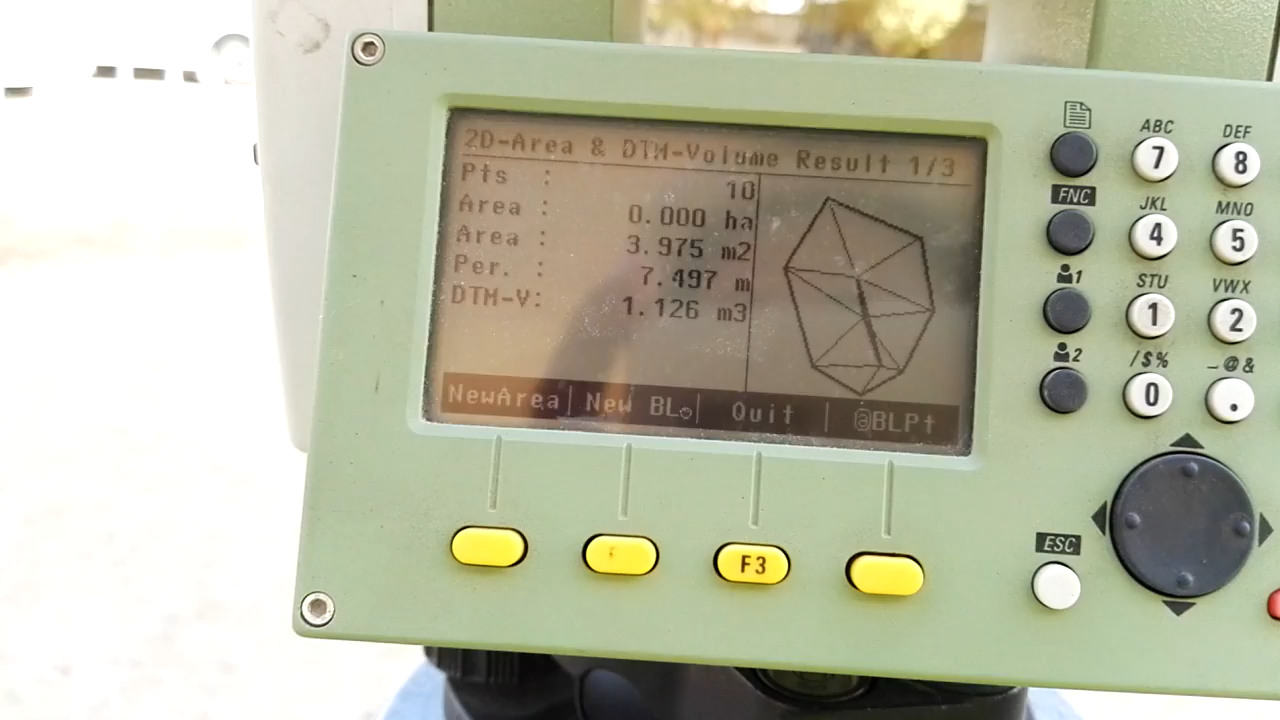 2D-Area & DTM-Volume Result 1/3
Pts : 10
Area : 0.000 ha
Area : 3.975 m2
Per. : 7.497 m
DTM-V: 1.126 m3
NewArea | New BL | Quit | @BLPt
F3
FNC
1
2
ABC DEF
7 8
JKL MNO
4 5
STU VWX
1 2
/$% _@&
0 .
ESC